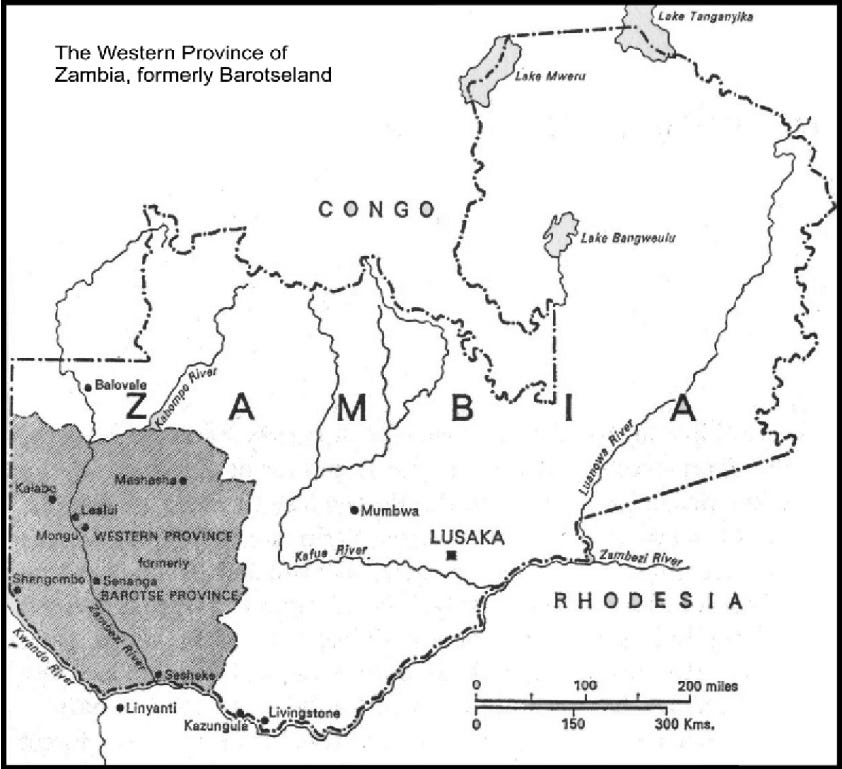 The Western Province of
Zambia, formerly Barotseland
Lake Tanganyika
Lake Mweru
CONGO
Lake Bangweulu
Balovale
Kabompo River
ZAMBIA
Luangwa River
Mashasha
Kalabo
Lealui
Mumbwa
Mongu
WESTERN PROVINCE
LUSAKA
Kafue River
Zambezi River
formerly
Shengombo
Senanga
BAROTSE PROVINCE
RHODESIA
Zambezi River
Kwando River
Sesheke
0 100 200 miles
Linyanti
Livingstone
Kazungula
0 150 300 Kms.